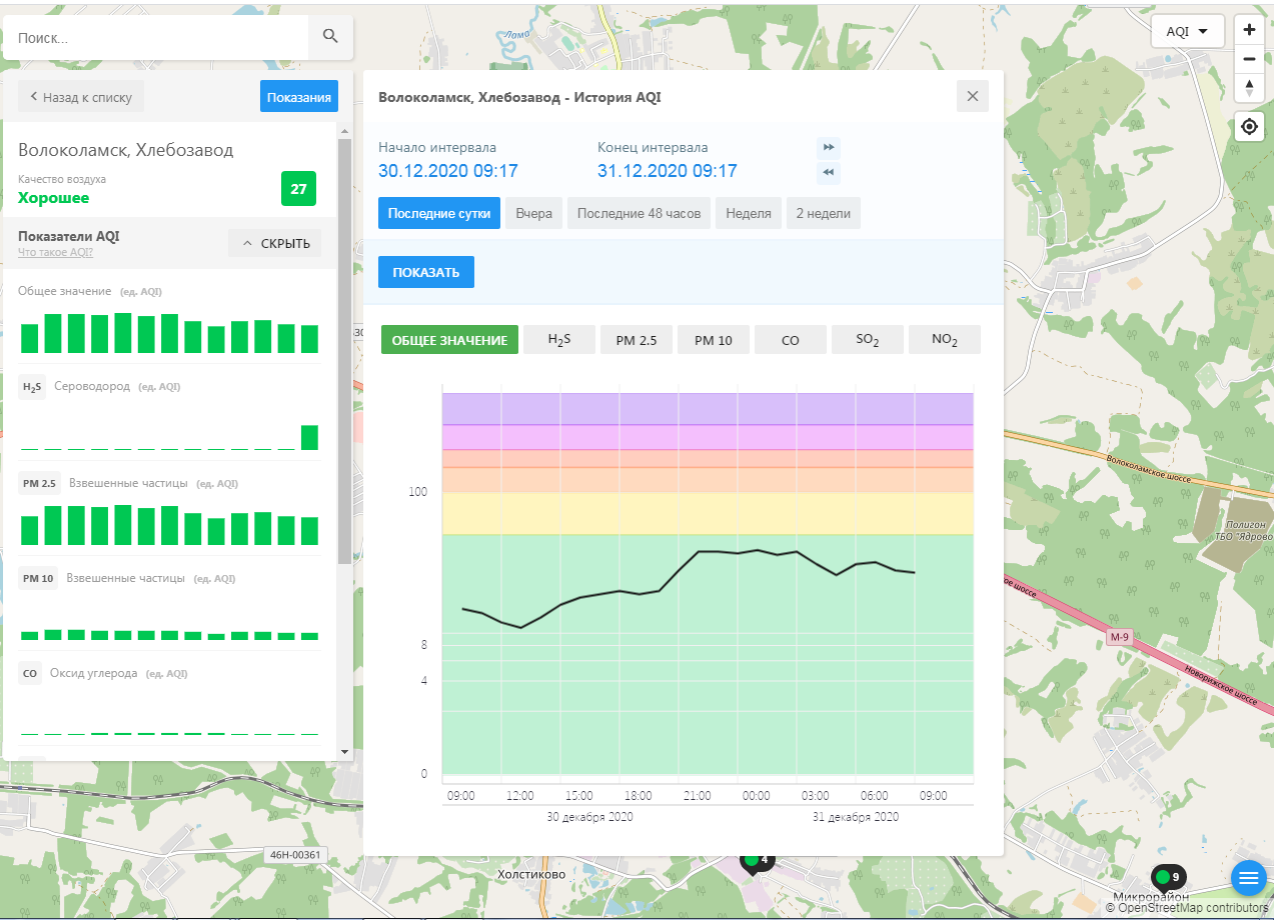 Поиск...
AQI
Назад к списку
Показания
Волоколамск, Хлебозавод
Качество воздуха
Хорошее
27
Показатели AQI
Что такое AQI?
СКРЫТЬ
Общее значение (ед. AQI)
H₂S Сероводород (ед. AQI)
PM 2.5 Взвешенные частицы (ед. AQI)
PM 10 Взвешенные частицы (ед. AQI)
CO Оксид углерода (ед. AQI)
Волоколамск, Хлебозавод - История AQI
Начало интервала
30.12.2020 09:17
Конец интервала
31.12.2020 09:17
Последние сутки
Вчера
Последние 48 часов
Неделя
2 недели
ПОКАЗАТЬ
ОБЩЕЕ ЗНАЧЕНИЕ
H₂S
PM 2.5
PM 10
CO
SO₂
NO₂
100
8
4
0
09:00 12:00 15:00 18:00 21:00 00:00 03:00 06:00 09:00
30 декабря 2020 31 декабря 2020
Ломо
Волоколамское шоссе
Полигон
ТБО "Ядрово
ое шоссе
М-9
Новорижское шоссе
46Н-00361
Холстиково
4
9
Микрорайон
© OpenStreetMap contributors